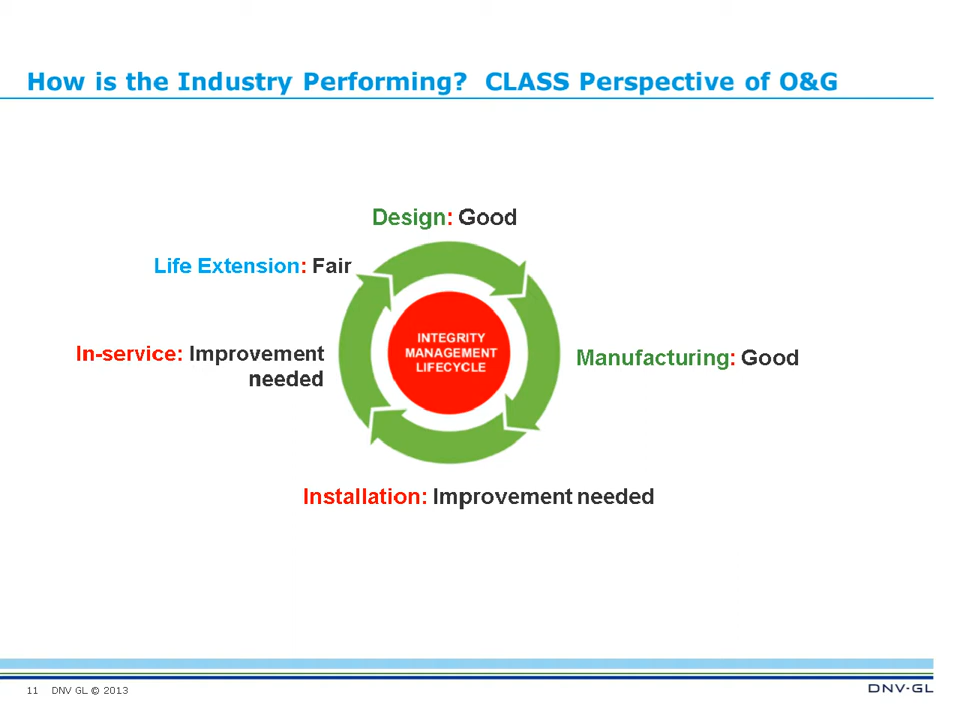 How is the Industry Performing?  CLASS Perspective of O&G
Design: Good
Life Extension: Fair
INTEGRITY
MANAGEMENT
LIFECYCLE
In-service: Improvement
needed
Manufacturing: Good
Installation: Improvement needed
11 DNV GL © 2013
DNV·GL